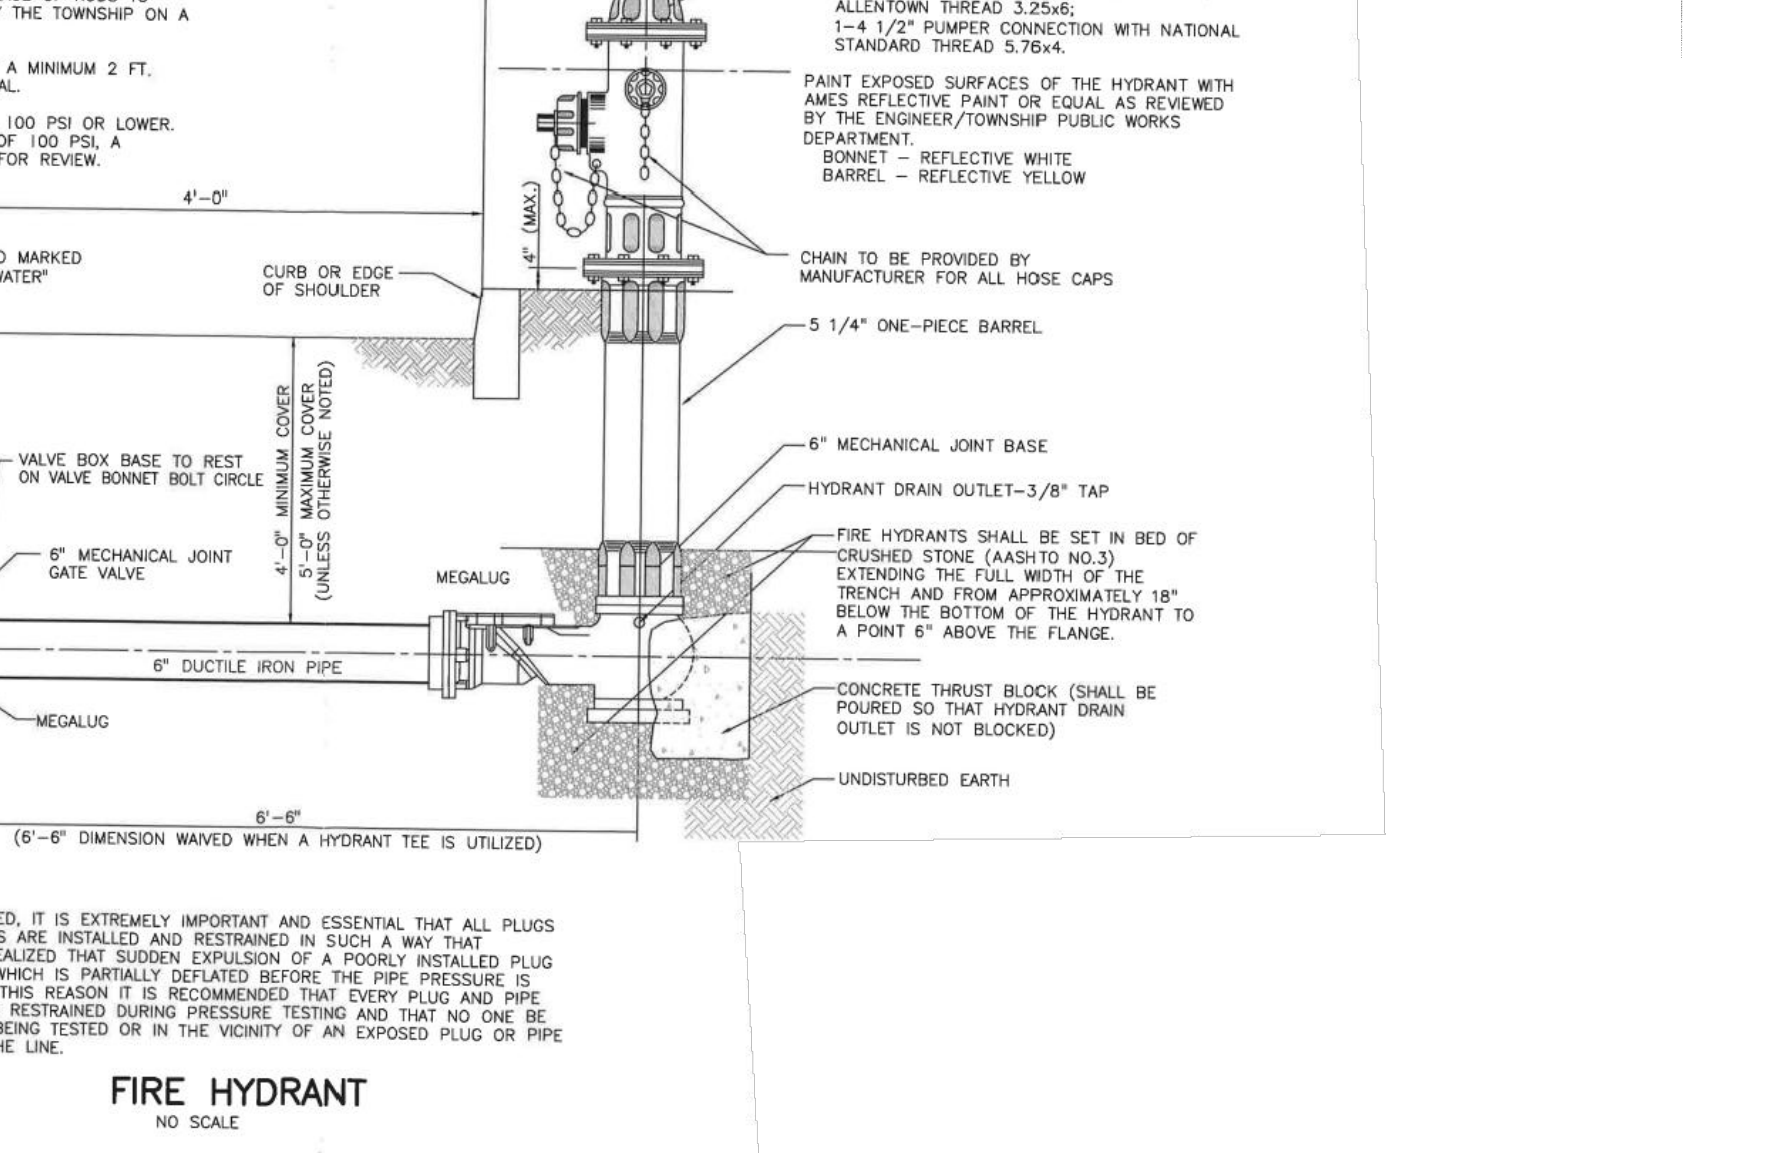 Y THE TOWNSHIP ON A
A MINIMUM 2 FT.
AL.
100 PSI OR LOWER.
OF 100 PSI, A
FOR REVIEW.
4'-0"
D MARKED
WATER"
CURB OR EDGE
OF SHOULDER
4" (MAX.)
ALLENTOWN THREAD 3.25x6;
1-4 1/2" PUMPER CONNECTION WITH NATIONAL
STANDARD THREAD 5.76x4.
PAINT EXPOSED SURFACES OF THE HYDRANT WITH
AMES REFLECTIVE PAINT OR EQUAL AS REVIEWED
BY THE ENGINEER/TOWNSHIP PUBLIC WORKS
DEPARTMENT.
BONNET - REFLECTIVE WHITE
BARREL - REFLECTIVE YELLOW
CHAIN TO BE PROVIDED BY
MANUFACTURER FOR ALL HOSE CAPS
5 1/4" ONE-PIECE BARREL
4'-0" MINIMUM COVER
5'-0" MAXIMUM COVER
(UNLESS OTHERWISE NOTED)
VALVE BOX BASE TO REST
ON VALVE BONNET BOLT CIRCLE
6" MECHANICAL JOINT
GATE VALVE
MEGALUG
6" MECHANICAL JOINT BASE
HYDRANT DRAIN OUTLET-3/8" TAP
FIRE HYDRANTS SHALL BE SET IN BED OF
CRUSHED STONE (AASHTO NO.3)
EXTENDING THE FULL WIDTH OF THE
TRENCH AND FROM APPROXIMATELY 18"
BELOW THE BOTTOM OF THE HYDRANT TO
A POINT 6" ABOVE THE FLANGE.
6" DUCTILE IRON PIPE
MEGALUG
CONCRETE THRUST BLOCK (SHALL BE
POURED SO THAT HYDRANT DRAIN
OUTLET IS NOT BLOCKED)
UNDISTURBED EARTH
6'-6"
(6'-6" DIMENSION WAIVED WHEN A HYDRANT TEE IS UTILIZED)
ED, IT IS EXTREMELY IMPORTANT AND ESSENTIAL THAT ALL PLUGS
S ARE INSTALLED AND RESTRAINED IN SUCH A WAY THAT
EALIZED THAT SUDDEN EXPULSION OF A POORLY INSTALLED PLUG
WHICH IS PARTIALLY DEFLATED BEFORE THE PIPE PRESSURE IS
THIS REASON IT IS RECOMMENDED THAT EVERY PLUG AND PIPE
RESTRAINED DURING PRESSURE TESTING AND THAT NO ONE BE
BEING TESTED OR IN THE VICINITY OF AN EXPOSED PLUG OR PIPE
HE LINE.
FIRE HYDRANT
NO SCALE